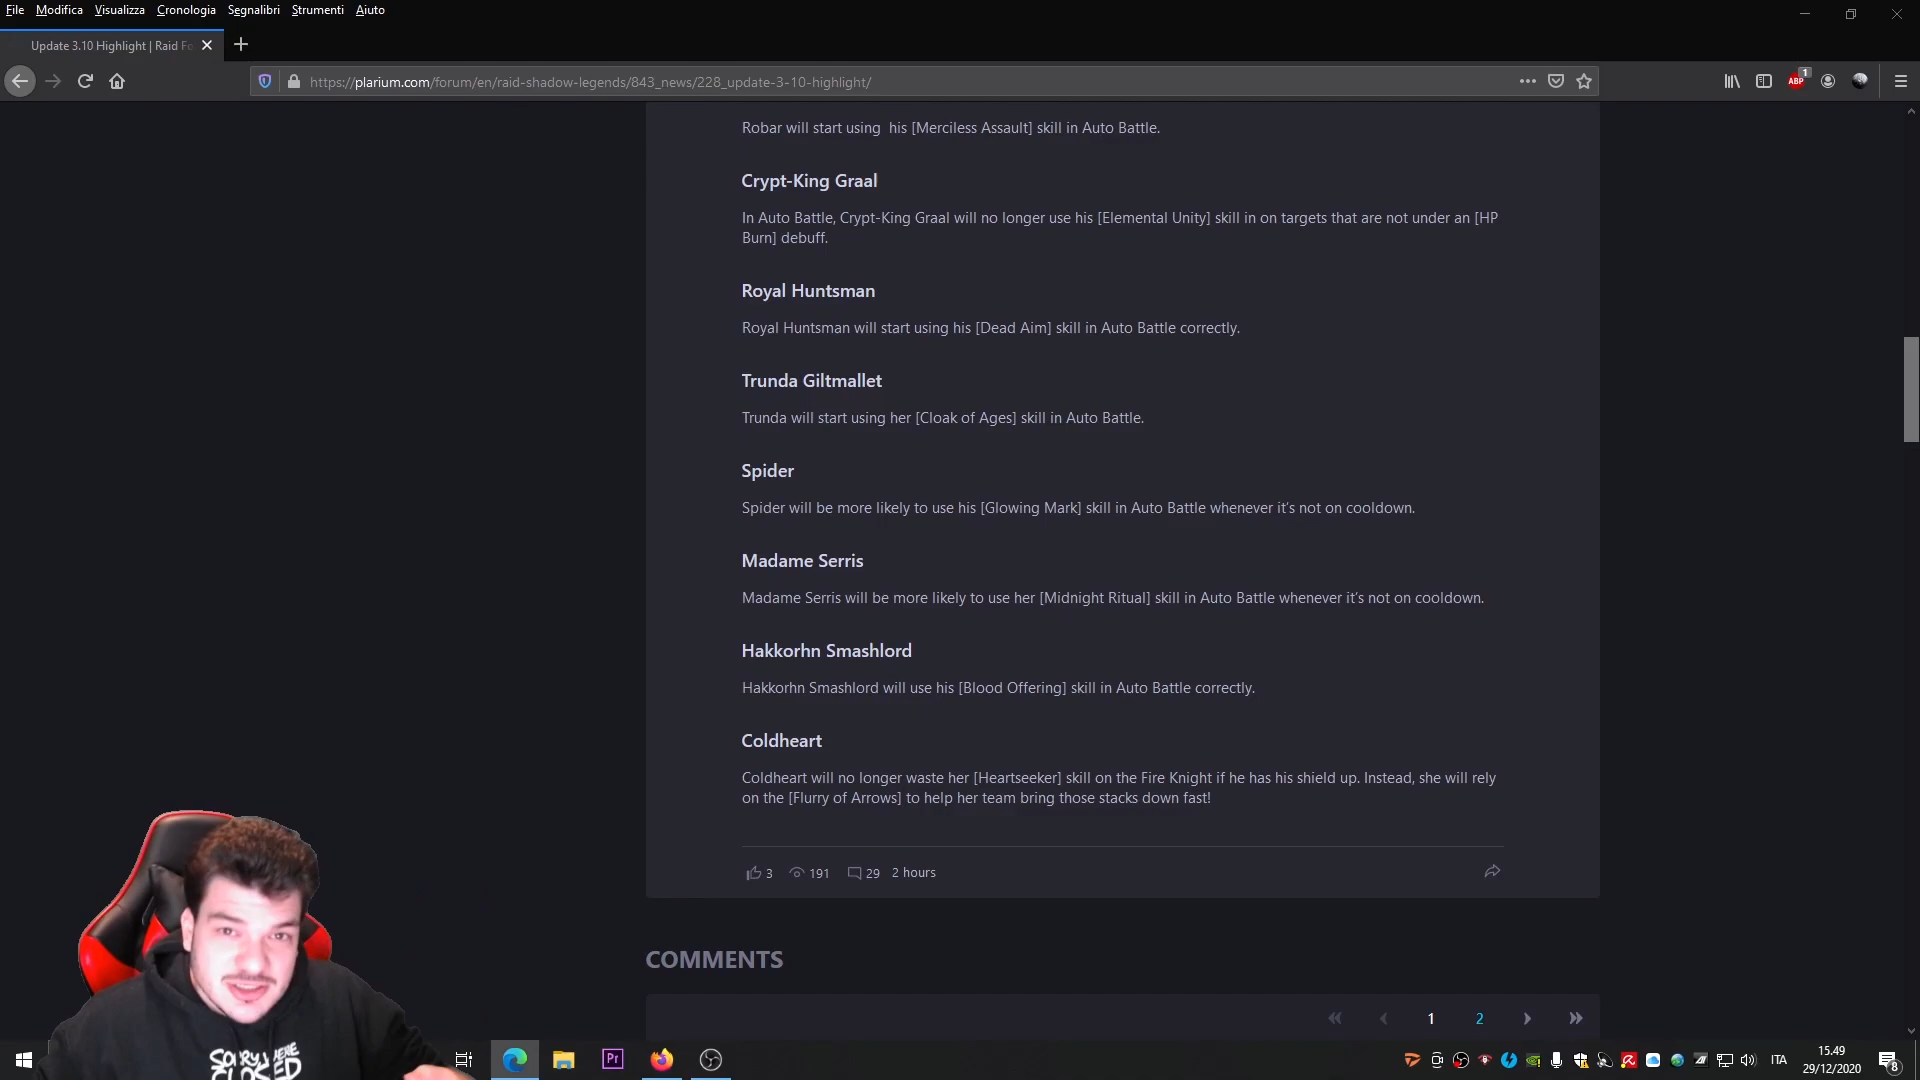 File Modifica Visualizza Cronologia Segnalibri Strumenti Aiuto
Update 3.10 Highlight | Raid Fo
https://plarium.com/forum/en/raid-shadow-legends/843_news/228_update-3-10-highlight/
ABP 1
Robar will start using his [Merciless Assault] skill in Auto Battle.
Crypt-King Graal
In Auto Battle, Crypt-King Graal will no longer use his [Elemental Unity] skill in on targets that are not under an [HP
Burn] debuff.
Royal Huntsman
Royal Huntsman will start using his [Dead Aim] skill in Auto Battle correctly.
Trunda Giltmallet
Trunda will start using her [Cloak of Ages] skill in Auto Battle.
Spider
Spider will be more likely to use his [Glowing Mark] skill in Auto Battle whenever it's not on cooldown.
Madame Serris
Madame Serris will be more likely to use her [Midnight Ritual] skill in Auto Battle whenever it's not on cooldown.
Hakkorhn Smashlord
Hakkorhn Smashlord will use his [Blood Offering] skill in Auto Battle correctly.
Coldheart
Coldheart will no longer waste her [Heartseeker] skill on the Fire Knight if he has his shield up. Instead, she will rely
on the [Flurry of Arrows] to help her team bring those stacks down fast!
3 191 29 2 hours
COMMENTS
1 2
SORRY WE'RE
CLOSED
Pr
ITA
15.49
29/12/2020
8